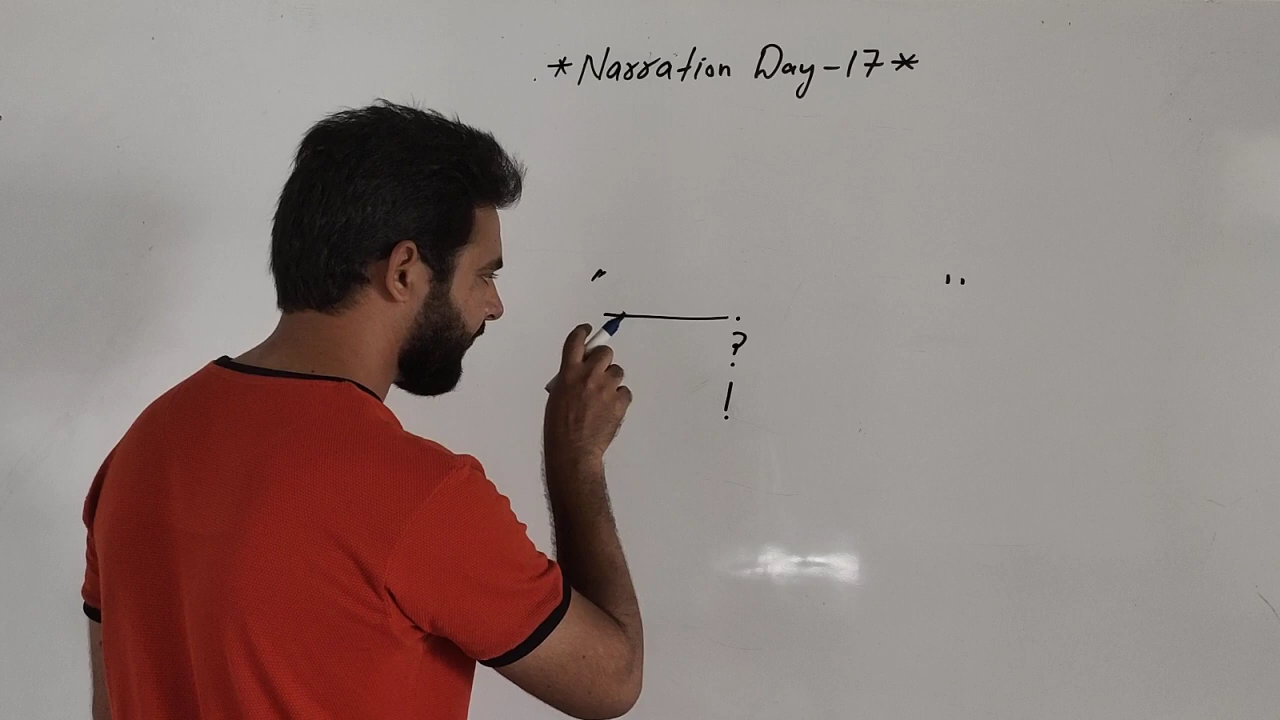 *Narration Day-17*
" "
.
?
!